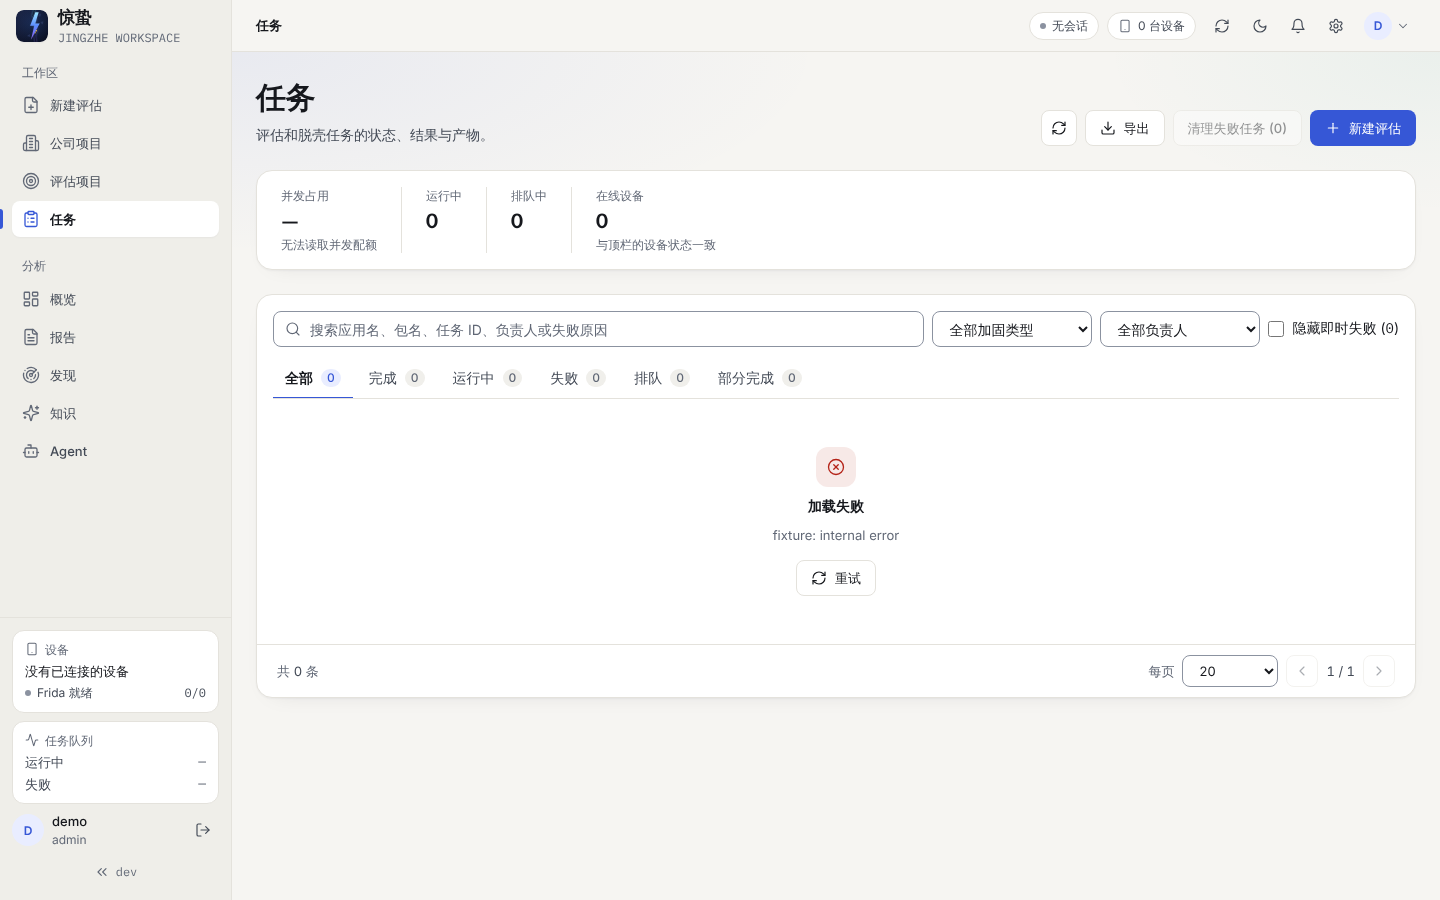 惊蛰
JINGZHE WORKSPACE
工作区
新建评估
公司项目
评估项目
任务
分析
概览
报告
发现
知识
Agent
设备
没有已连接的设备
Frida 就绪 0/0
任务队列
运行中 —
失败 —
D demo
admin
dev
任务
无会话 0 台设备 D
任务
评估和脱壳任务的状态、结果与产物。
导出 清理失败任务 (0) 新建评估
并发占用 运行中 排队中 在线设备
— 0 0 0
无法读取并发配额 与顶栏的设备状态一致
搜索应用名、包名、任务 ID、负责人或失败原因 全部加固类型 全部负责人 隐藏即时失败 (0)
全部 0 完成 0 运行中 0 失败 0 排队 0 部分完成 0
加载失败
fixture: internal error
重试
共 0 条 每页 20 1 / 1